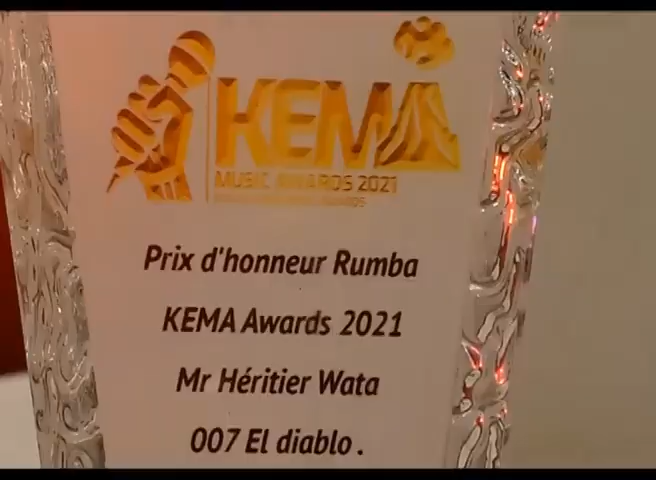 KEMA
MUSIC AWARDS 2021
Prix d'honneur Rumba
KEMA Awards 2021
Mr Héritier Wata
007 El diablo .